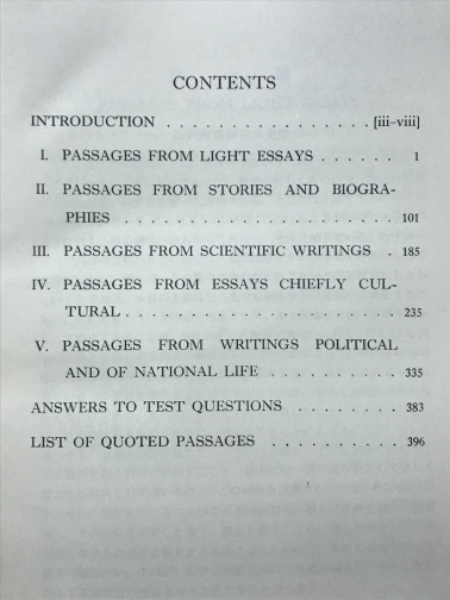 CONTENTS
INTRODUCTION . . . . . . . . . . . . . . . . [iii-viii]
I. PASSAGES FROM LIGHT ESSAYS . . . . . . 1
II. PASSAGES FROM STORIES AND BIOGRA-
PHIES . . . . . . . . . . . . . . . . . . . . 101
III. PASSAGES FROM SCIENTIFIC WRITINGS . 185
IV. PASSAGES FROM ESSAYS CHIEFLY CUL-
TURAL . . . . . . . . . . . . . . . . . . . . 235
V. PASSAGES FROM WRITINGS POLITICAL
AND OF NATIONAL LIFE . . . . . . . . . . 335
ANSWERS TO TEST QUESTIONS . . . . . . . . 383
LIST OF QUOTED PASSAGES . . . . . . . . . . 396